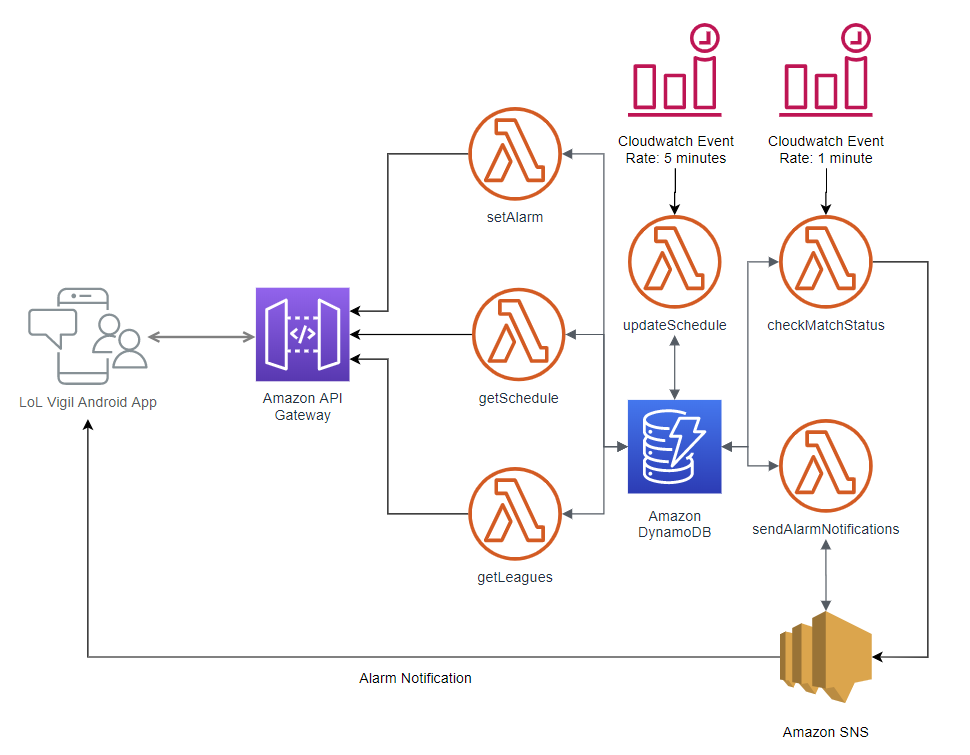 Cloudwatch Event
Rate: 5 minutes
Cloudwatch Event
Rate: 1 minute
setAlarm
updateSchedule
checkMatchStatus
LoL Vigil Android App
Amazon API
Gateway
</>
getSchedule
Amazon
DynamoDB
sendAlarmNotifications
getLeagues
Alarm Notification
Amazon SNS